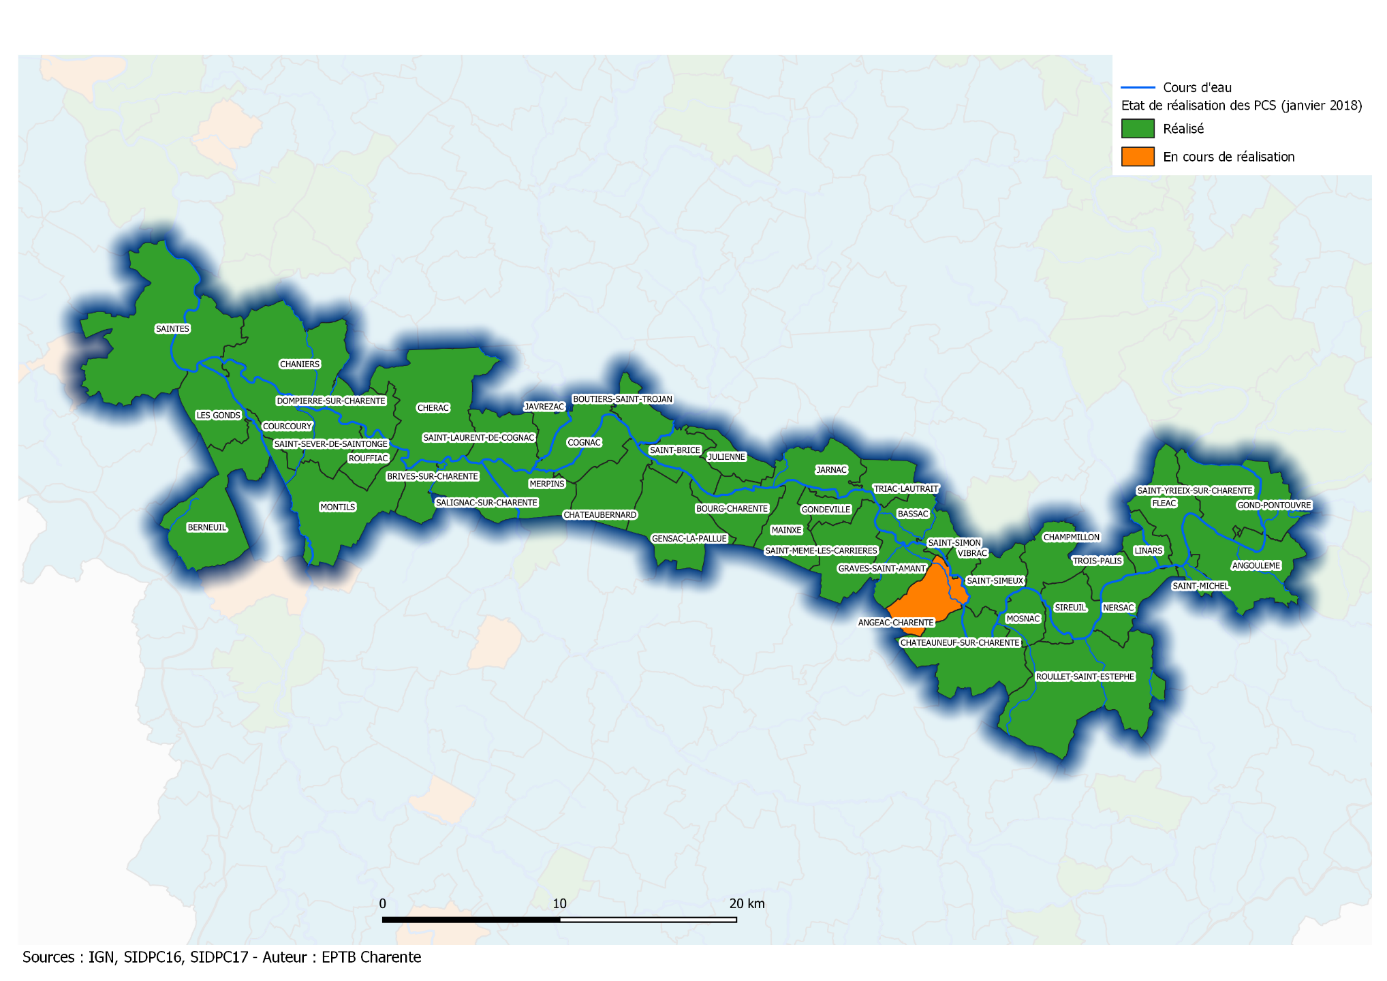 Cours d'eau
Etat de réalisation des PCS (janvier 2018)
Réalisé
En cours de réalisation
SAINTES
CHANIERS
DOMPIERRE-SUR-CHARENTE
LES GONDS
COURCOURY
SAINT-SEVER-DE-SAINTONGE
ROUFFIAC
CHERAC
JAVREZAC
BOUTIERS-SAINT-TROJAN
SAINT-LAURENT-DE-COGNAC
COGNAC
SAINT-BRICE
JULIENNE
BRIVES-SUR-CHARENTE
MERPINS
JARNAC
MONTILS
SALIGNAC-SUR-CHARENTE
CHATEAUBERNARD
BOURG-CHARENTE
GONDEVILLE
TRIAC-LAUTRAIT
BASSAC
BERNEUIL
MAINXE
GENSAC-LA-PALLUE
SAINT-MEME-LES-CARRIERES
SAINT-SIMON
VIBRAC
GRAVES-SAINT-AMANT
SAINT-SIMEUX
CHAMPMILLON
TROIS-PALIS
LINARS
SAINT-YRIEIX-SUR-CHARENTE
FLEAC
GOND-PONTOUVRE
ANGOULEME
SAINT-MICHEL
SIREUIL
NERSAC
MOSNAC
ANGEAC-CHARENTE
CHATEAUNEUF-SUR-CHARENTE
ROULLET-SAINT-ESTEPHE
0 10 20 km
Sources : IGN, SIDPC16, SIDPC17 - Auteur : EPTB Charente